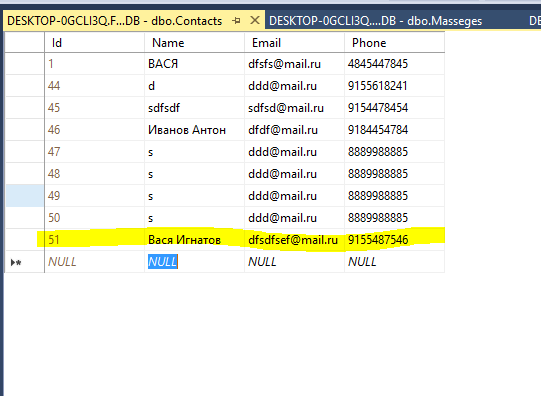 DESKTOP-0GCLI3Q.F...DB - dbo.Contacts DESKTOP-0GCLI3Q....DB - dbo.Masseges
Id Name Email Phone
1 ВАСЯ dfsfs@mail.ru 4845447845
44 d ddd@mail.ru 9155618241
45 sdfsdf sdfsd@mail.ru 9154478454
46 Иванов Антон dfdf@mail.ru 9184454784
47 s ddd@mail.ru 8889988885
48 s ddd@mail.ru 8889988885
49 s ddd@mail.ru 8889988885
50 s ddd@mail.ru 8889988885
51 Вася Игнатов dfsdfsef@mail.ru 9155487546
NULL NULL NULL NULL